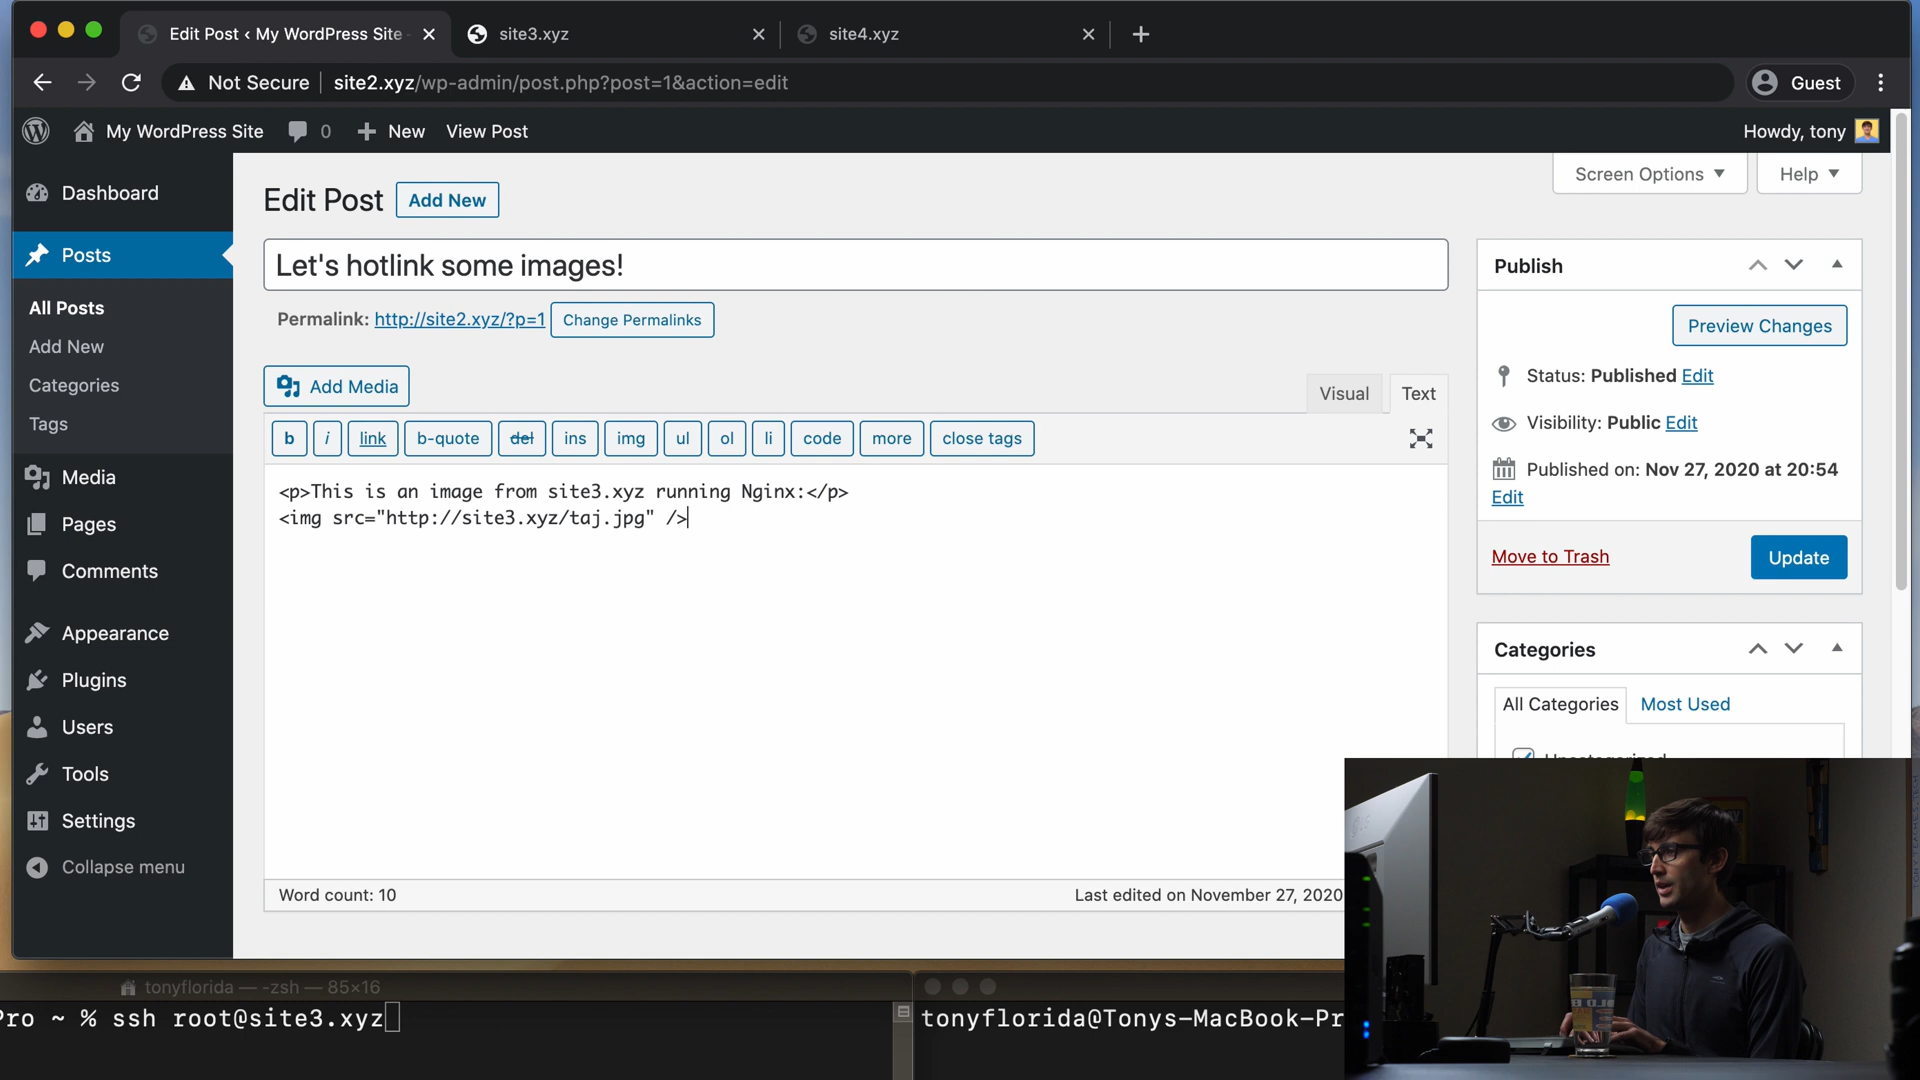 Edit Post ‹ My WordPress Site
site3.xyz
site4.xyz
Not Secure
site2.xyz/wp-admin/post.php?post=1&action=edit
Guest
My WordPress Site
0
New
View Post
Howdy, tony
Dashboard
Posts
All Posts
Add New
Categories
Tags
Media
Pages
Comments
Appearance
Plugins
Users
Tools
Settings
Collapse menu
Screen Options
Help
Edit Post
Add New
Let's hotlink some images!
Permalink: http://site2.xyz/?p=1
Change Permalinks
Add Media
Visual
Text
b
i
link
b-quote
del
ins
img
ul
ol
li
code
more
close tags
<p>This is an image from site3.xyz running Nginx:</p>
<img src="http://site3.xyz/taj.jpg" />
Word count: 10
Last edited on November 27, 2020
Publish
Preview Changes
Status: Published Edit
Visibility: Public Edit
Published on: Nov 27, 2020 at 20:54
Edit
Move to Trash
Update
Categories
All Categories
Most Used
Uncategorized
tonyflorida — -zsh — 85×16
Pro ~ % ssh root@site3.xyz
tonyflorida@Tonys-MacBook-Pr